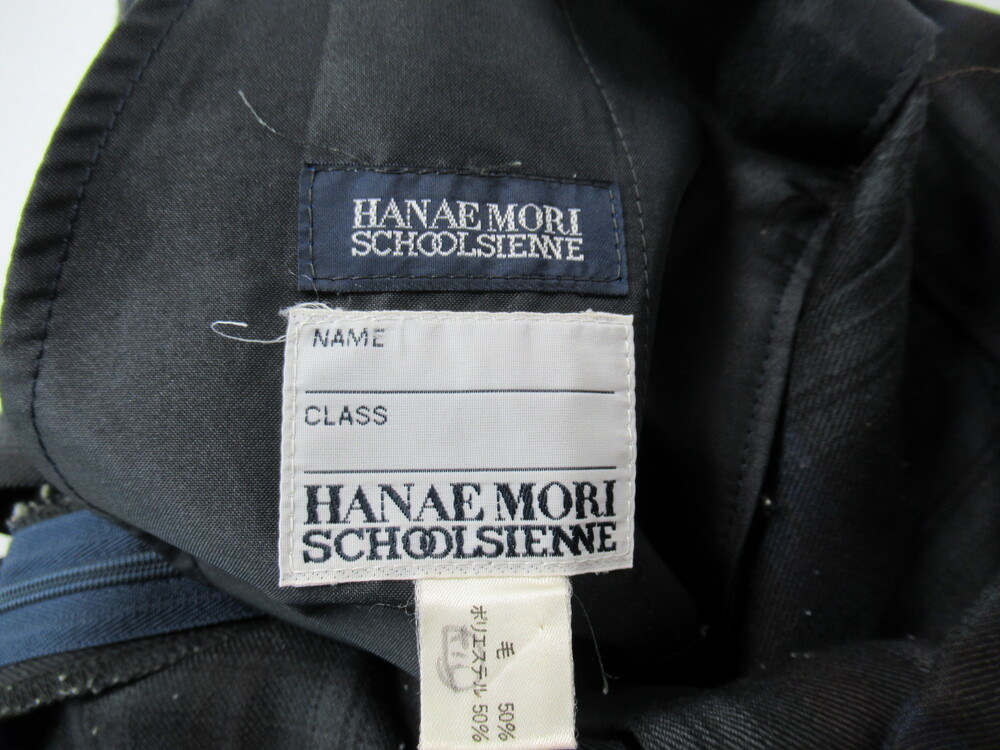 HANAE MORI
SCHOOLSIENNE
NAME
CLASS
HANAE MORI
SCHOOLSIENNE
毛 50%
ポリエステル 50%